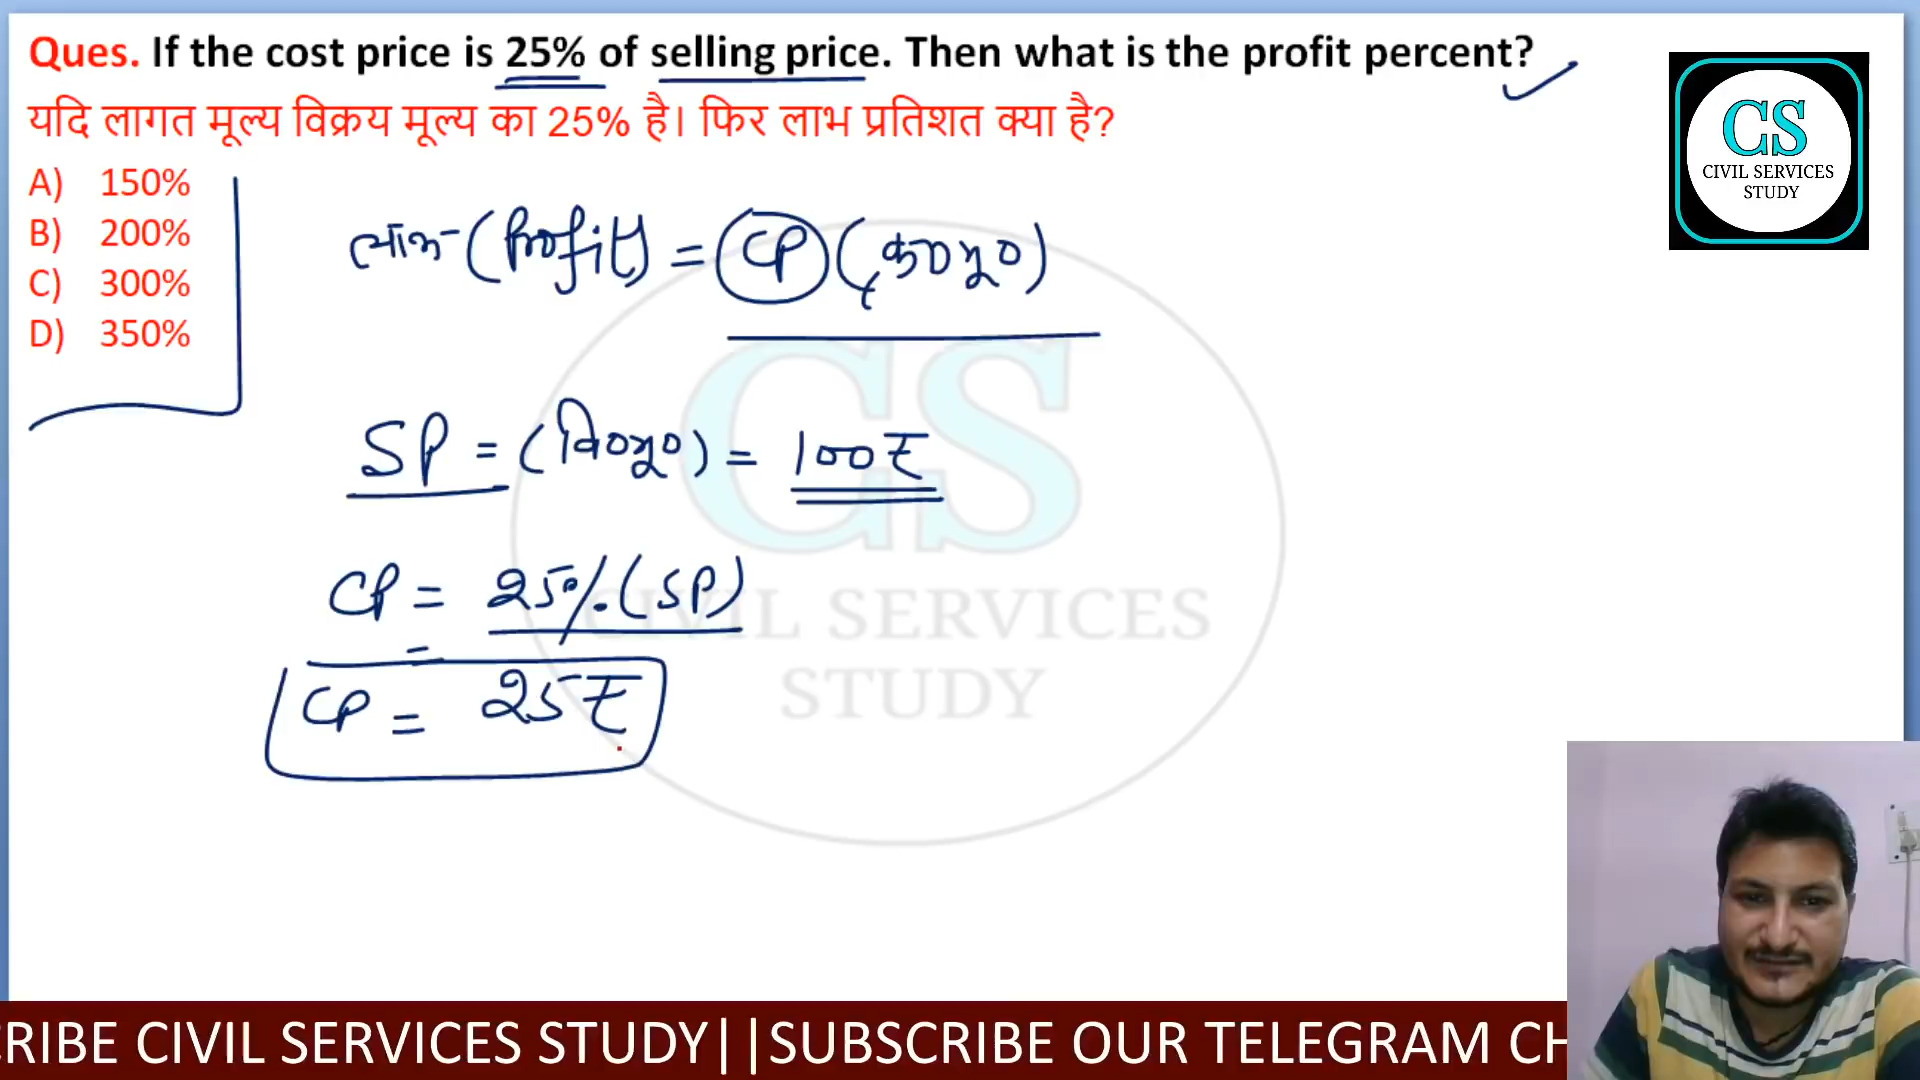 Ques. If the cost price is 25% of selling price. Then what is the profit percent?
यदि लागत मूल्य विक्रय मूल्य का 25% है। फिर लाभ प्रतिशत क्या है?
A) 150%
B) 200%
C) 300%
D) 350%
लाभ (Profit) = CP (क्र०मू०)
SP = (वि०मू०) = 100₹
CP = 25% (SP)
=
CP = 25₹
CS
CIVIL SERVICES
STUDY
CS
CIVIL SERVICES
STUDY
CRIBE CIVIL SERVICES STUDY||SUBSCRIBE OUR TELEGRAM CH